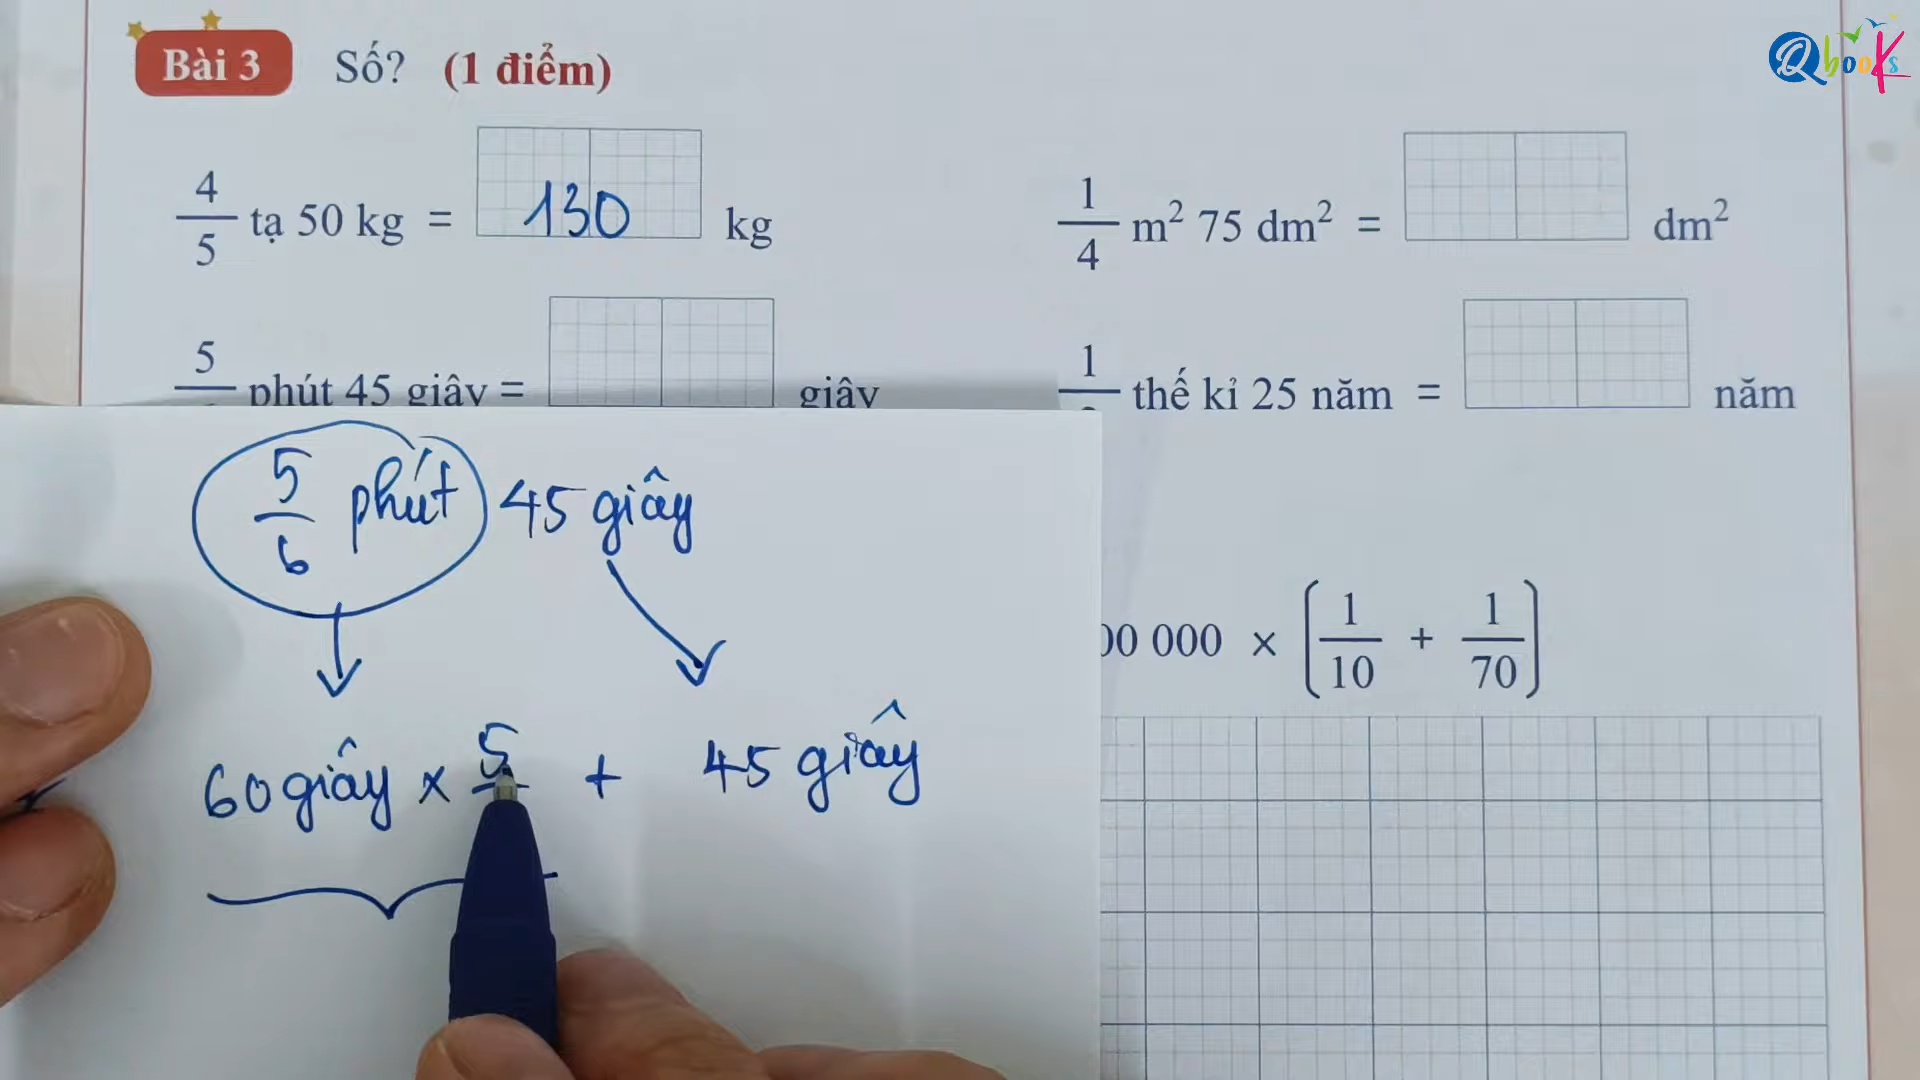 Qbooks
Bài 3 Số? (1 điểm)
4/5 tạ 50 kg = 130 kg
1/4 m² 75 dm² = dm²
5 phút 45 giây = giây
1 thế kỉ 25 năm = năm
5/6 phút 45 giây
00 000 × (1/10 + 1/70)
60 giây × 5 + 45 giây